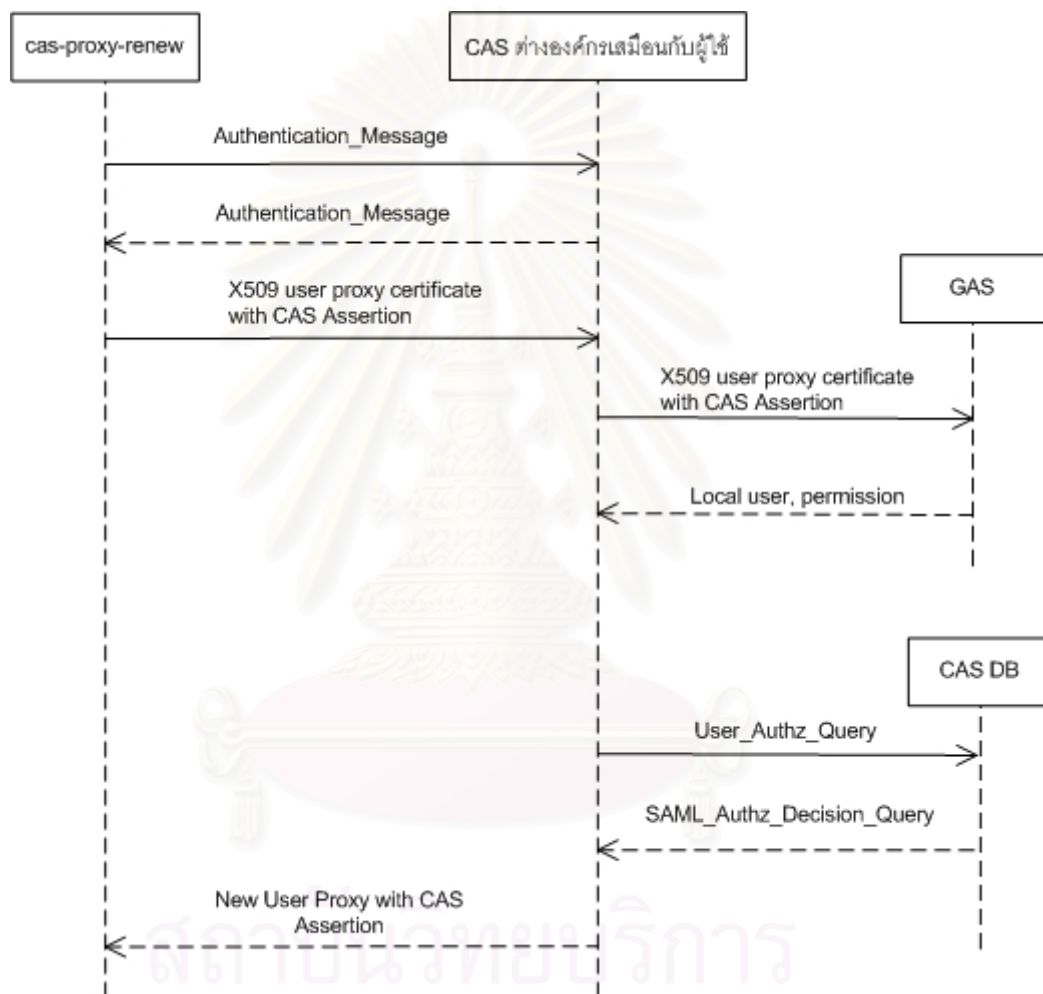 cas-proxy-renew
CAS ต่างองค์กรเสมือนกับผู้ใช้
Authentication_Message
Authentication_Message
X509 user proxy certificate
with CAS Assertion
GAS
X509 user proxy certificate
with CAS Assertion
Local user, permission
CAS DB
User_Authz_Query
SAML_Authz_Decision_Query
New User Proxy with CAS
Assertion
สถาบันวิทยบริการ